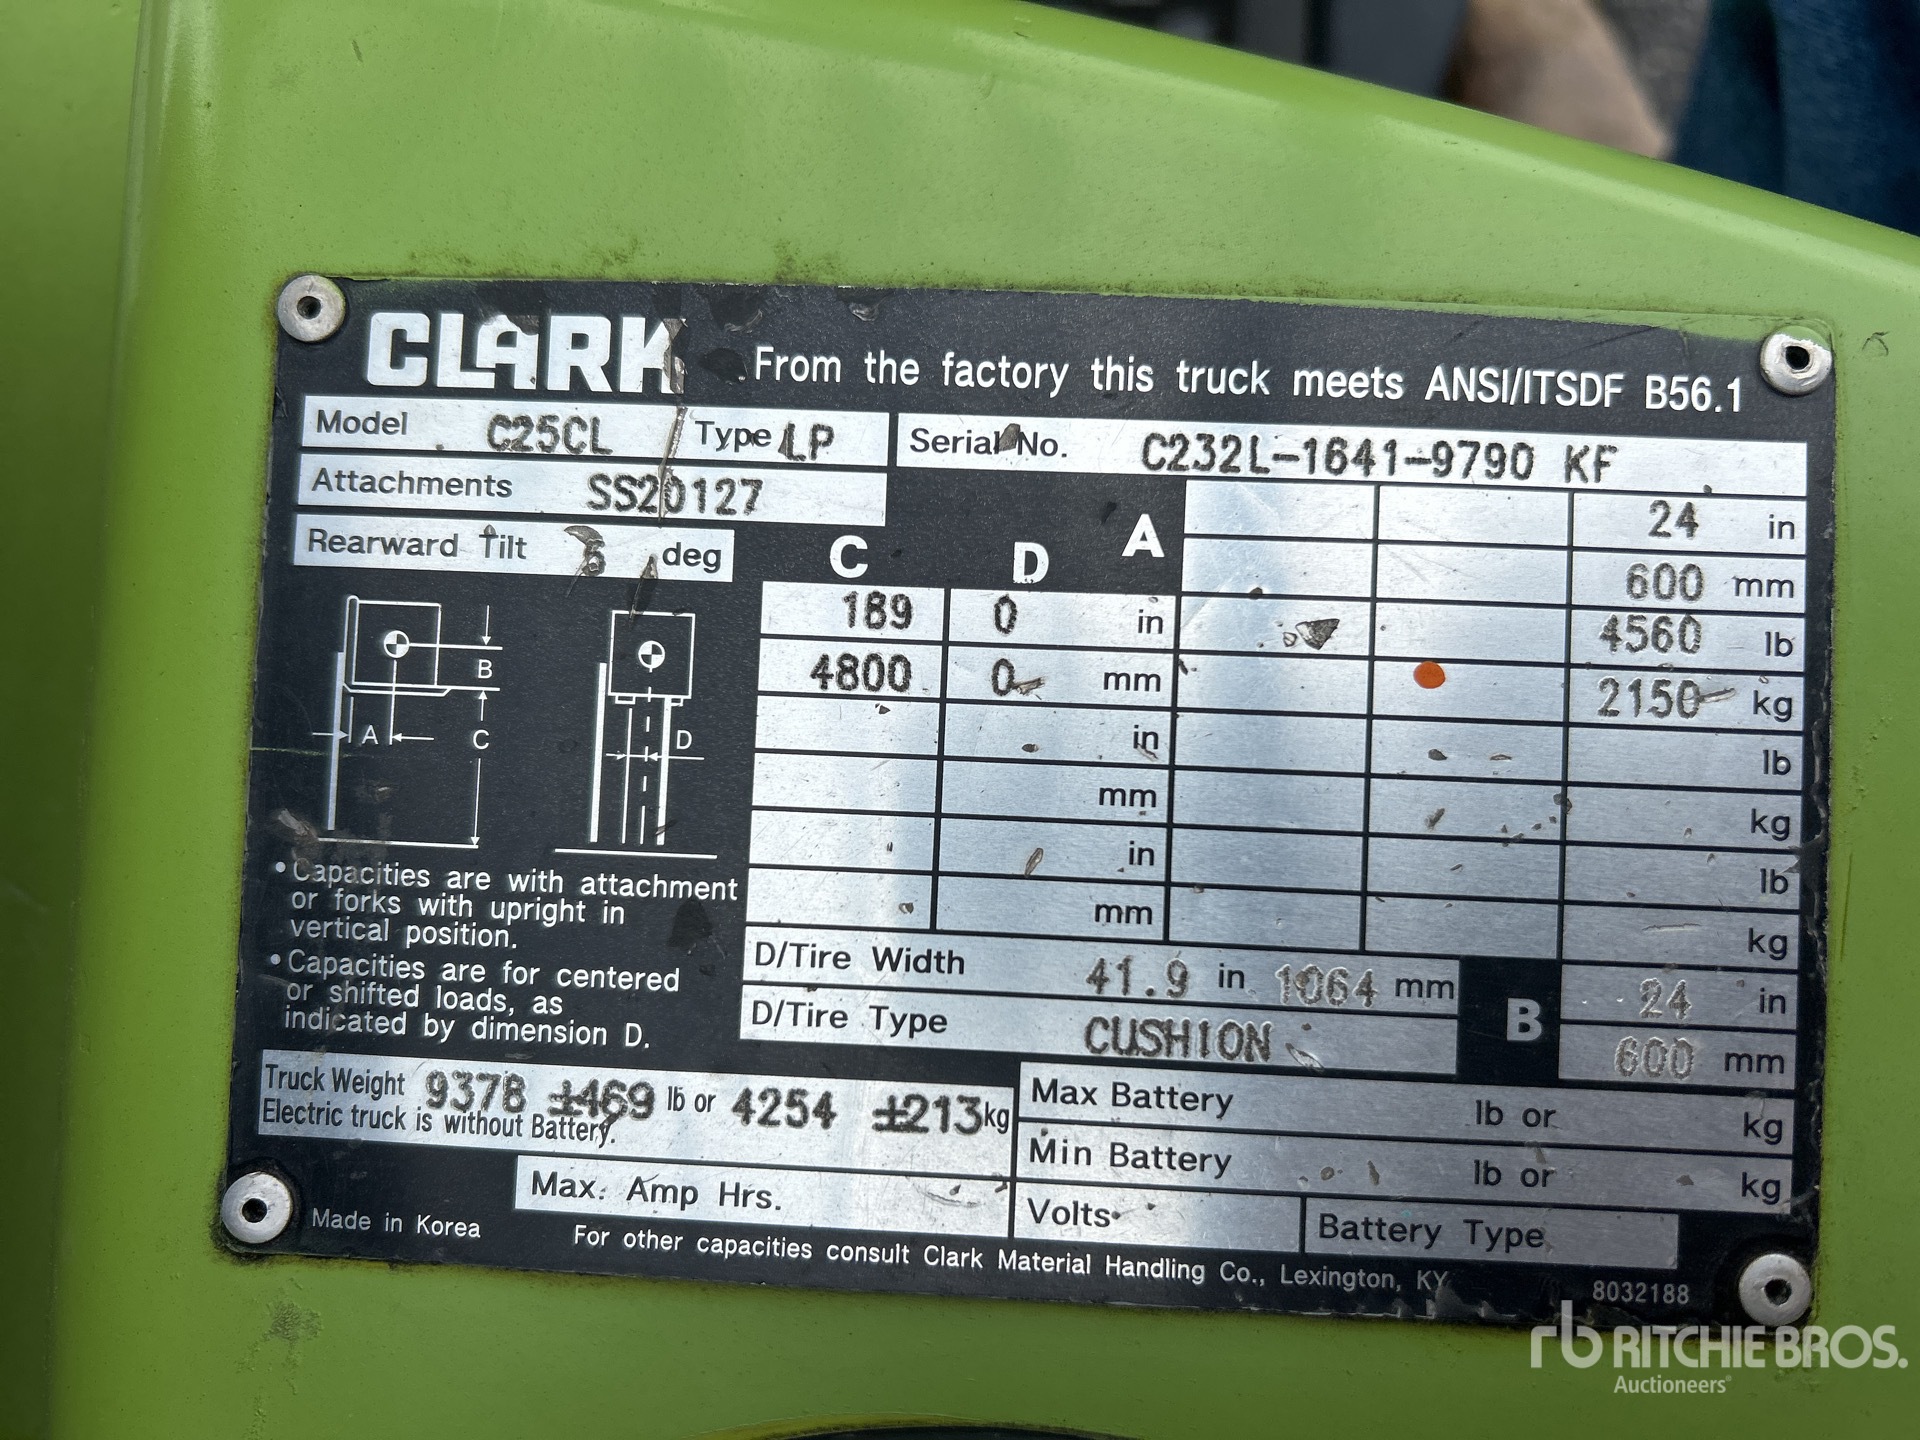 CLARK From the factory this truck meets ANSI/ITSDF B56.1
Model C25CL Type LP Serial No. C232L-1641-9790 KF
Attachments SS20127
Rearward Tilt deg
C D A
24 in
600 mm
189 0 in 4560 lb
4800 0 mm 2150 kg
in lb
mm kg
in lb
mm kg
B
A C
D
• Capacities are with attachment
or forks with upright in
vertical position.
• Capacities are for centered
or shifted loads, as
indicated by dimension D.
D/Tire Width 41.9 in 1064 mm
D/Tire Type CUSHION
B 24 in
600 mm
Truck Weight 9378 ±469 lb or 4254 ±213 kg
Electric truck is without Battery.
Max Battery lb or kg
Min Battery lb or kg
Max. Amp Hrs.
Volts Battery Type
Made in Korea
For other capacities consult Clark Material Handling Co., Lexington, KY
8032188
rb RITCHIE BROS.
Auctioneers